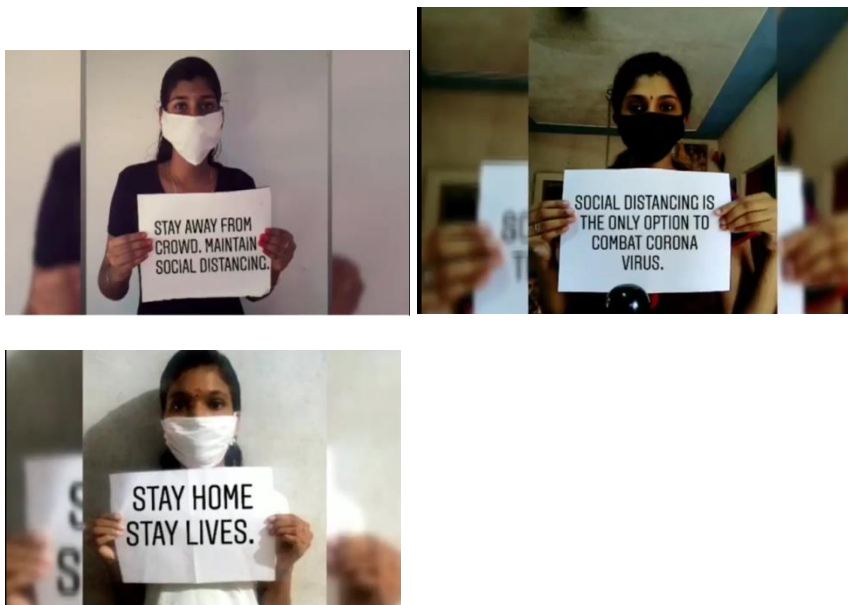 STAY AWAY FROM
CROWD. MAINTAIN
SOCIAL DISTANCING.
SOCIAL DISTANCING IS
THE ONLY OPTION TO
COMBAT CORONA
VIRUS.
STAY HOME
STAY LIVES.